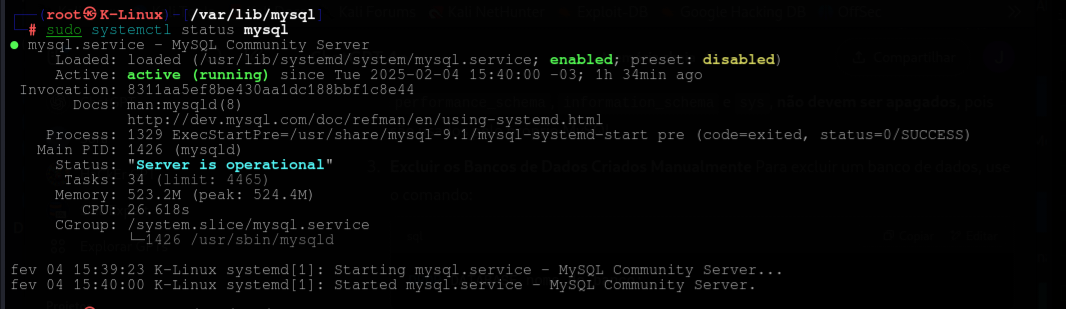 ┌──(root㉿K-Linux)-[/var/lib/mysql]
└─# sudo systemctl status mysql
● mysql.service - MySQL Community Server
Loaded: loaded (/usr/lib/systemd/system/mysql.service; enabled; preset: disabled)
Active: active (running) since Tue 2025-02-04 15:40:00 -03; 1h 34min ago
Invocation: 8311aa5ef8be430aa1dc188bbf1c8e44
Docs: man:mysqld(8)
http://dev.mysql.com/doc/refman/en/using-systemd.html
Process: 1329 ExecStartPre=/usr/share/mysql-9.1/mysql-systemd-start pre (code=exited, status=0/SUCCESS)
Main PID: 1426 (mysqld)
Status: "Server is operational"
Tasks: 34 (limit: 4465)
Memory: 523.2M (peak: 524.4M)
CPU: 26.618s
CGroup: /system.slice/mysql.service
└─1426 /usr/sbin/mysqld
fev 04 15:39:23 K-Linux systemd[1]: Starting mysql.service - MySQL Community Server...
fev 04 15:40:00 K-Linux systemd[1]: Started mysql.service - MySQL Community Server.